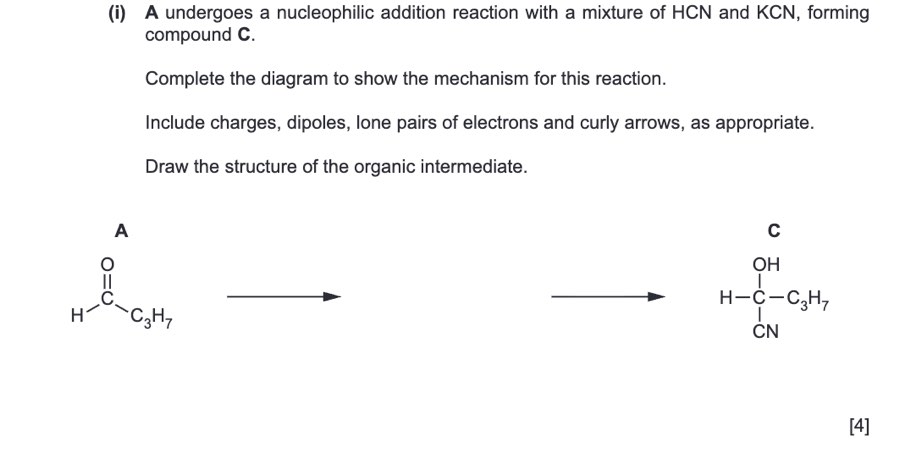 (i) A undergoes a nucleophilic addition reaction with a mixture of HCN and KCN, forming
compound C.
Complete the diagram to show the mechanism for this reaction.
Include charges, dipoles, lone pairs of electrons and curly arrows, as appropriate.
Draw the structure of the organic intermediate.
A
C
O
C
H
C₃H₇
OH
H–C–C₃H₇
CN
[4]